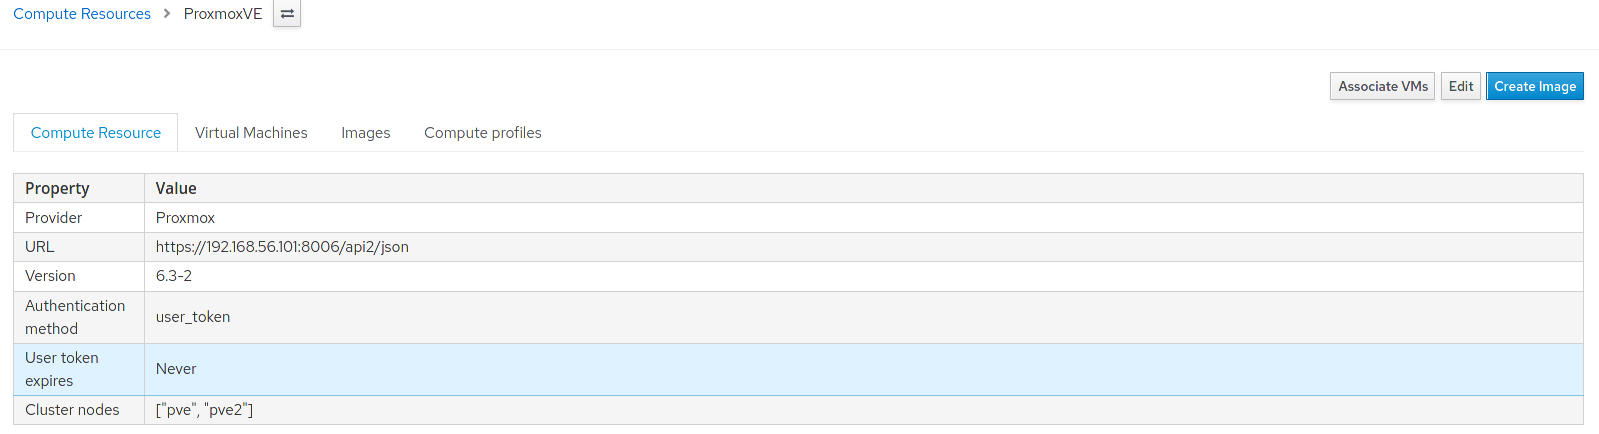 Compute Resources > ProxmoxVE
Associate VMs Edit Create Image
Compute Resource Virtual Machines Images Compute profiles
Property Value
Provider Proxmox
URL https://192.168.56.101:8006/api2/json
Version 6.3-2
Authentication
method user_token
User token
expires Never
Cluster nodes ["pve", "pve2"]